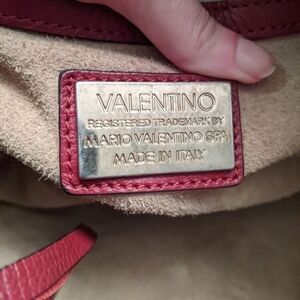 VALENTINO
REGISTERED TRADEMARK BY
MARIO VALENTINO SPA
MADE IN ITALY